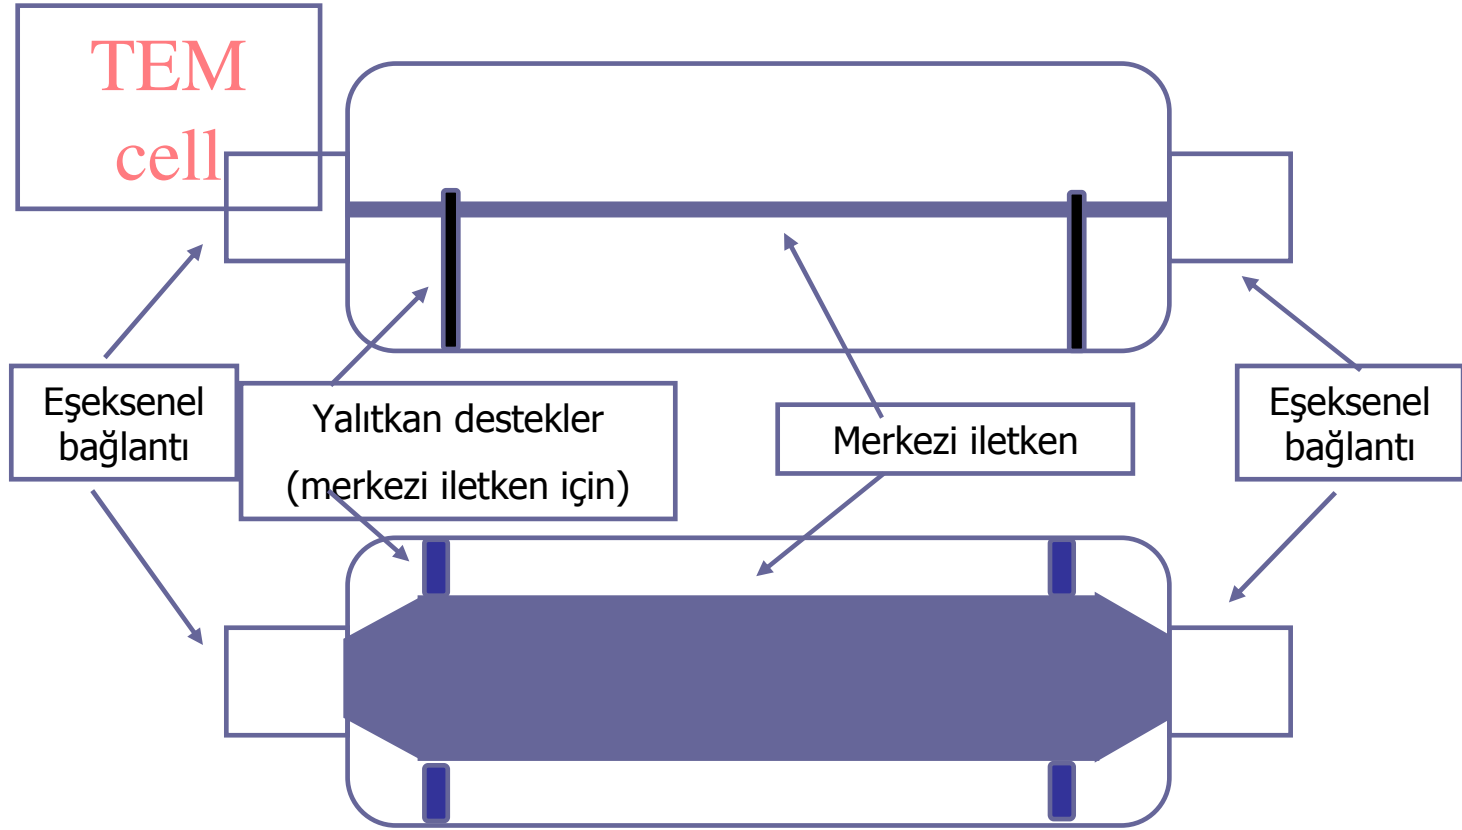 TEM
cell
Eşeksenel
bağlantı
Yalıtkan destekler
(merkezi iletken için)
Merkezi iletken
Eşeksenel
bağlantı